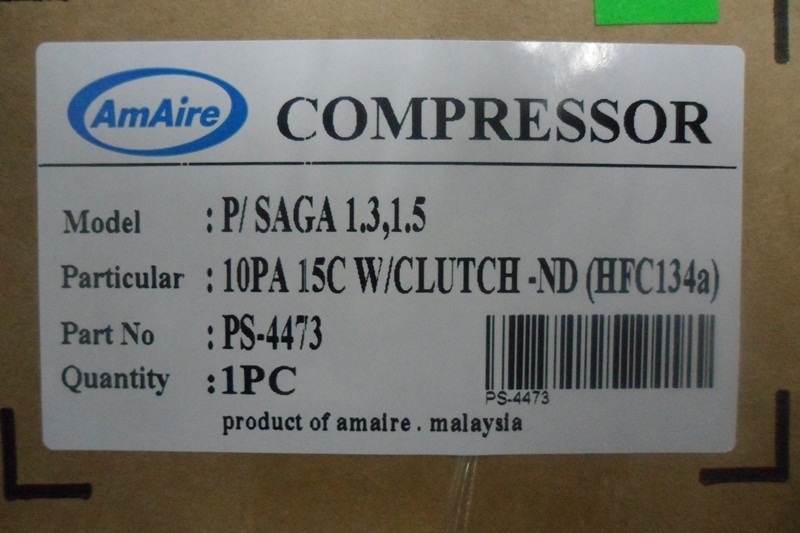 AmAire COMPRESSOR
Model : P/ SAGA 1.3,1.5
Particular : 10PA 15C W/CLUTCH -ND (HFC134a)
Part No : PS-4473
Quantity : 1PC
PS-4473
product of amaire . malaysia